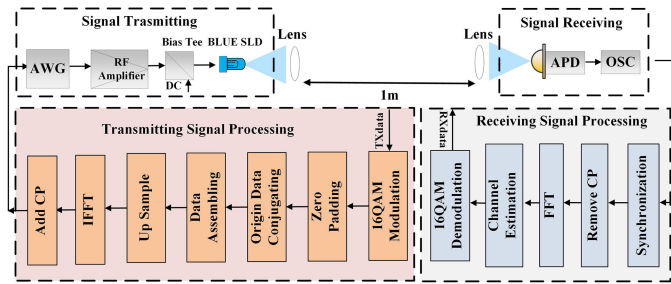 Signal Trasmitting
Signal Receiving
Bias Tee
BLUE SLD
Lens
Lens
AWG
RF
Amplifier
DC
APD
OSC
1m
Transmitting Signal Processing
TXdata
RXdata
Receiving Signal Processing
Add CP
IFFT
Up Sample
Data
Assembling
Origin Data
Conjugating
Zero
Padding
16QAM
Modulation
16QAM
Demodulation
Channel
Estimation
FFT
Remove CP
Synchronization